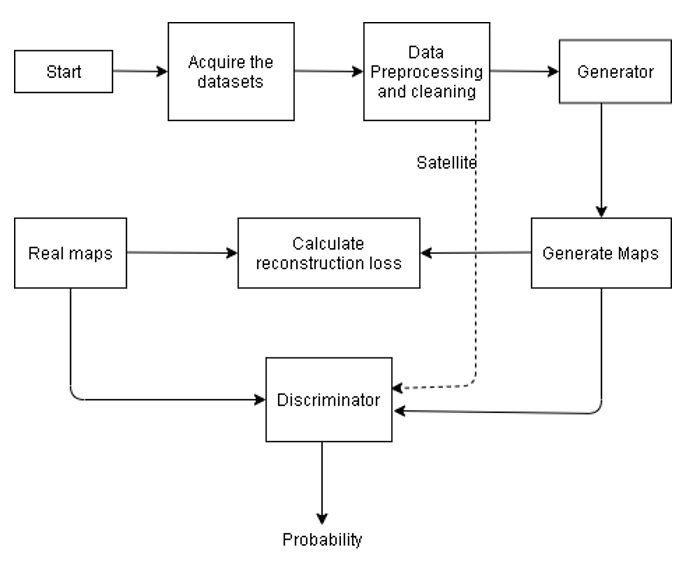 Start
Acquire the
datasets
Data
Preprocessing
and cleaning
Generator
Satellite
Real maps
Calculate
reconstruction loss
Generate Maps
Discriminator
Probability